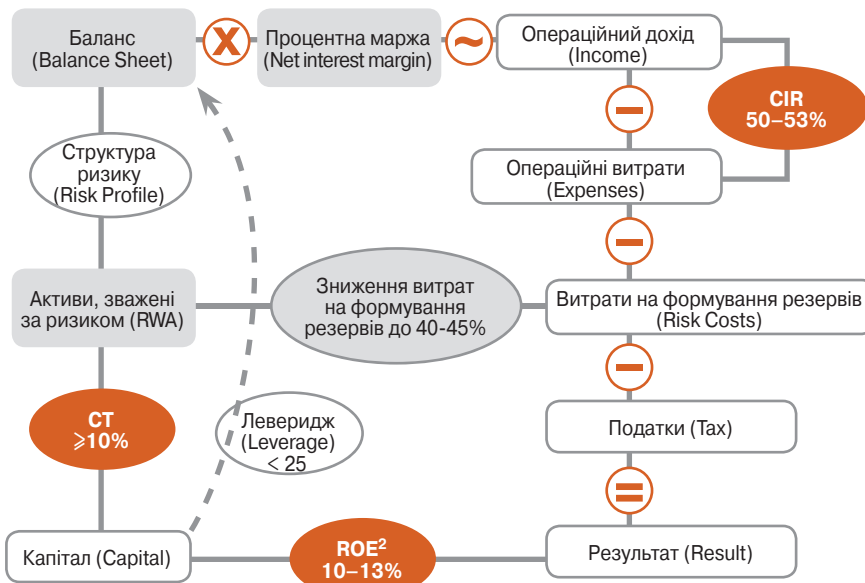 Баланс
(Balance Sheet)
X
Процентна маржа
(Net interest margin)
~
Операційний дохід
(Income)
–
CIR
50–53%
Структура
ризику
(Risk Profile)
Операційні витрати
(Expenses)
–
Активи, зважені
за ризиком (RWA)
Зниження витрат
на формування
резервів до 40-45%
Витрати на формування резервів
(Risk Costs)
–
CT
⩾10%
Леверидж
(Leverage)
< 25
Податки (Tax)
=
Капітал (Capital)
ROE²
10–13%
Результат (Result)